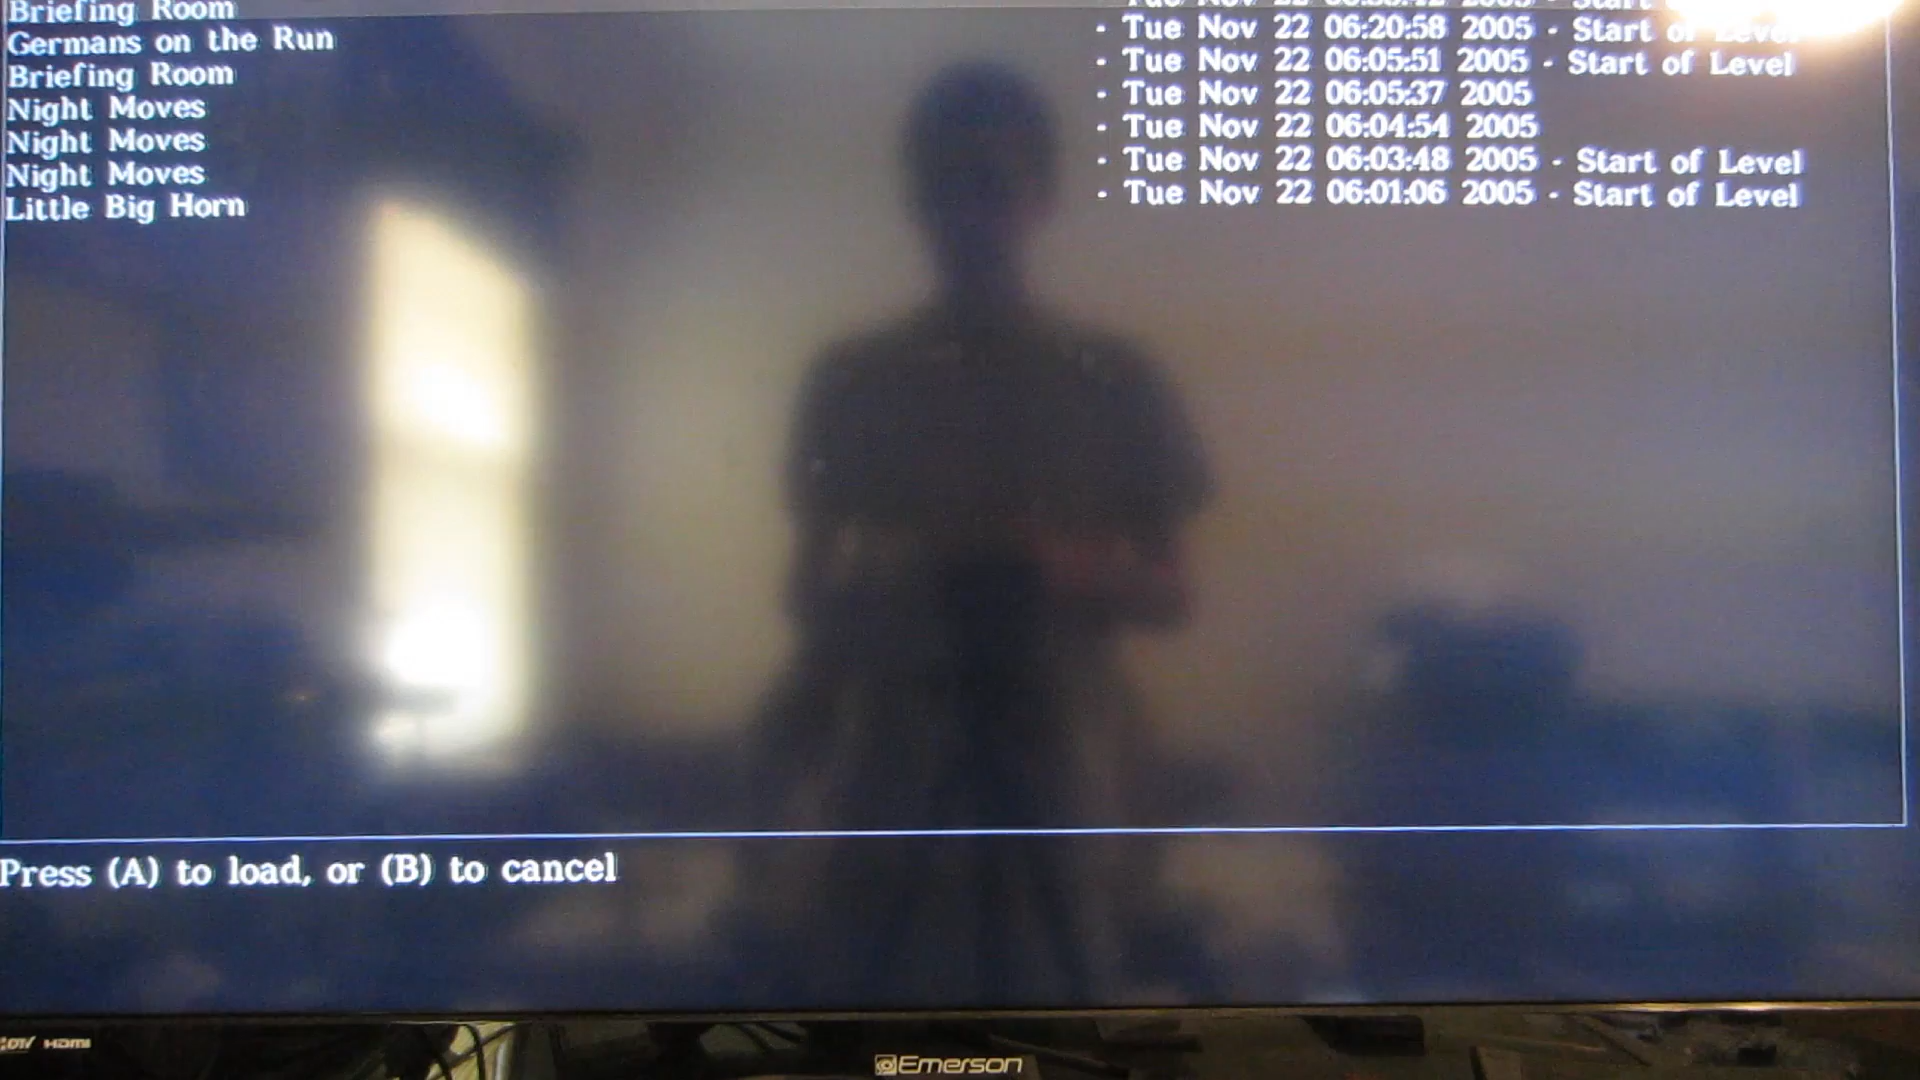 Briefing Room
Germans on the Run - Tue Nov 22 06:20:58 2005 - Start of Level
Briefing Room - Tue Nov 22 06:05:51 2005 - Start of Level
Night Moves - Tue Nov 22 06:05:37 2005
Night Moves - Tue Nov 22 06:04:54 2005
Night Moves - Tue Nov 22 06:03:48 2005 - Start of Level
Little Big Horn - Tue Nov 22 06:01:06 2005 - Start of Level
Press (A) to load, or (B) to cancel
HDMI
Emerson